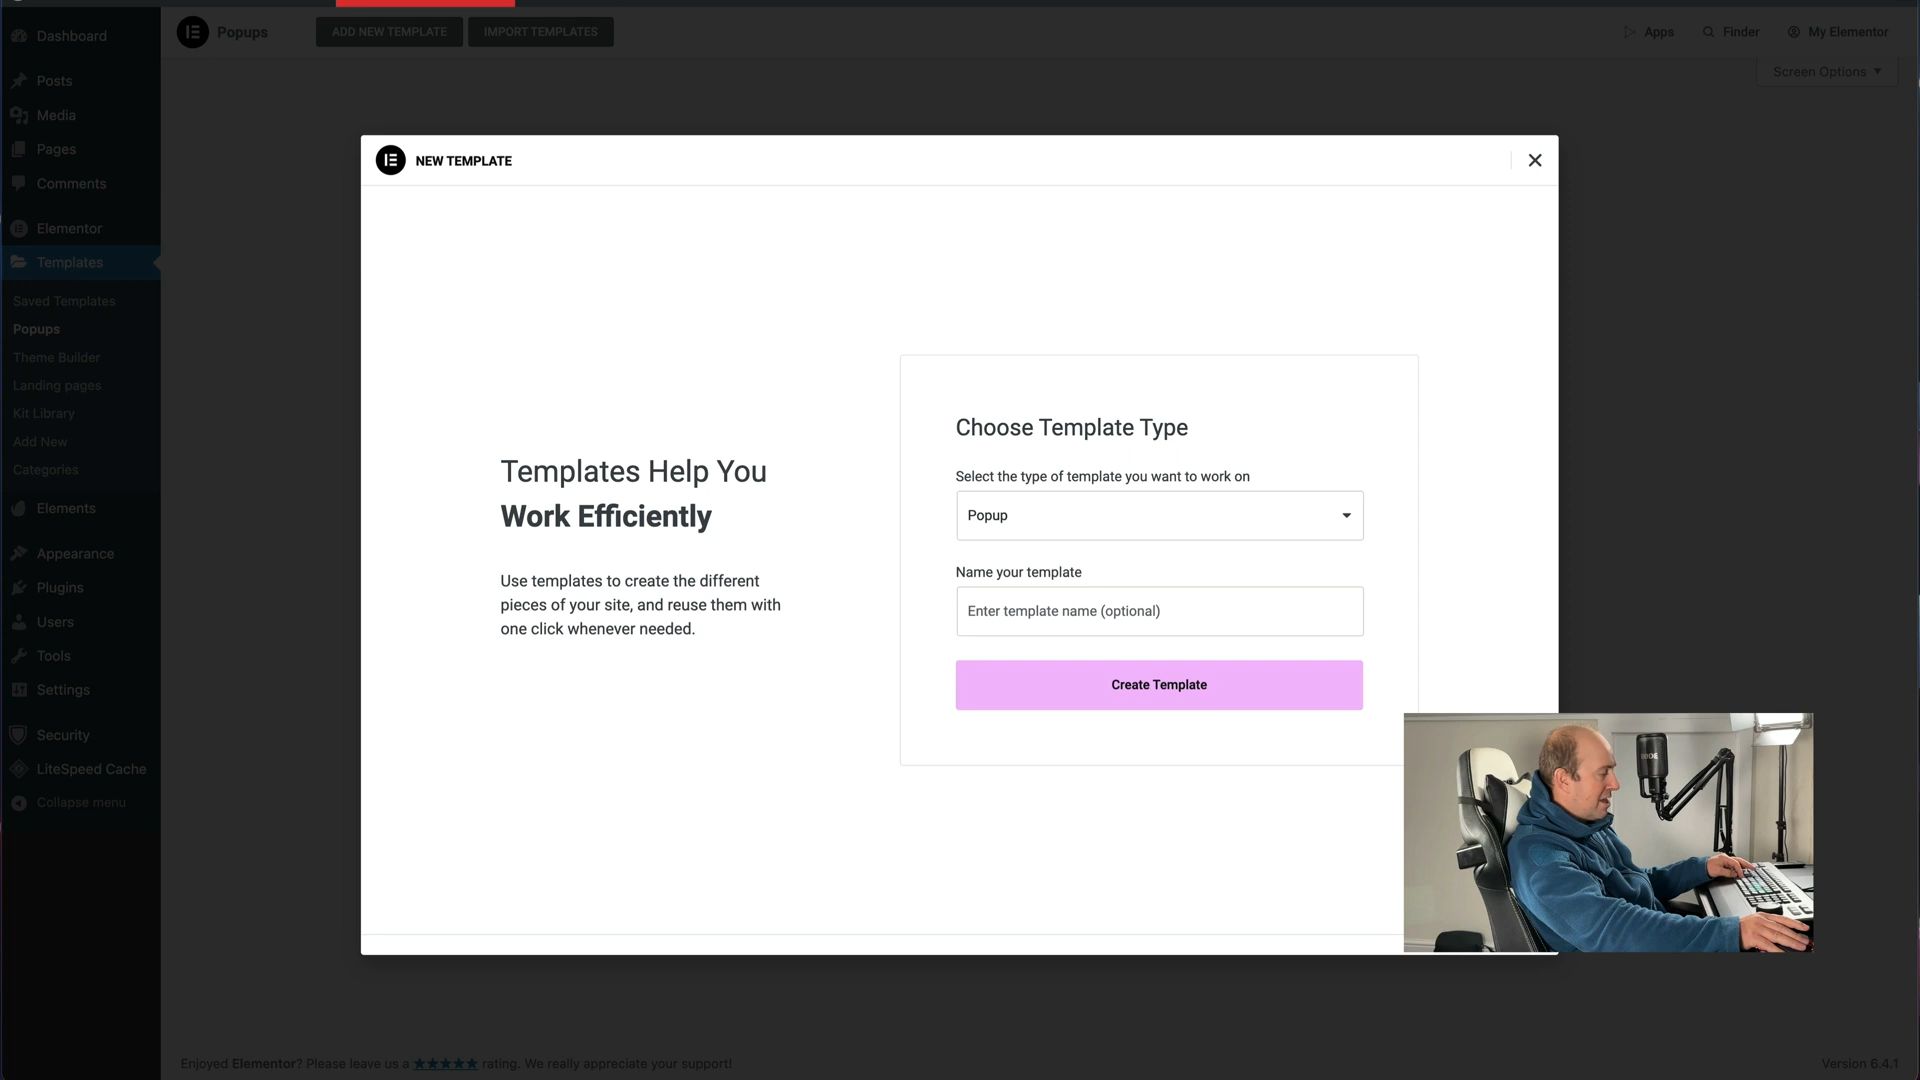 Dashboard
Posts
Media
Pages
Comments
Elementor
Templates
Saved Templates
Popups
Theme Builder
Landing pages
Kit Library
Add New
Categories
Elements
Appearance
Plugins
Users
Tools
Settings
Security
LiteSpeed Cache
Collapse menu
Popups
ADD NEW TEMPLATE
IMPORT TEMPLATES
Apps
Finder
My Elementor
Screen Options
NEW TEMPLATE
Templates Help You
Work Efficiently
Use templates to create the different
pieces of your site, and reuse them with
one click whenever needed.
Choose Template Type
Select the type of template you want to work on
Popup
Name your template
Enter template name (optional)
Create Template
RODE
Enjoyed Elementor? Please leave us a ★★★★★ rating. We really appreciate your support!
Version 6.4.1